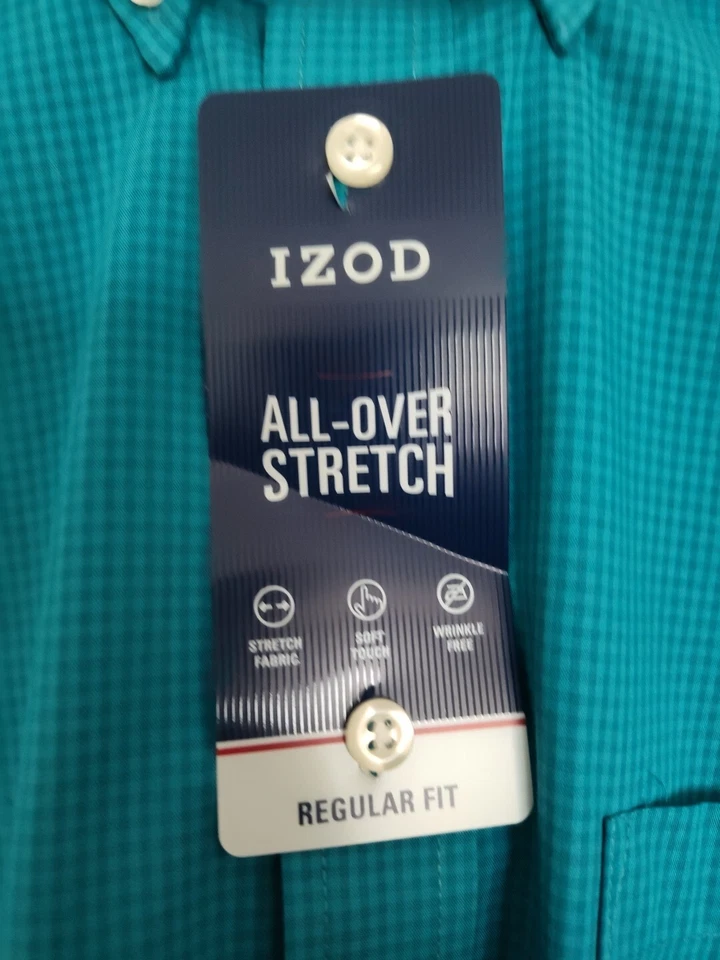 IZOD
ALL-OVER
STRETCH
STRETCH SOFT WRINKLE
FABRIC TOUCH FREE
REGULAR FIT